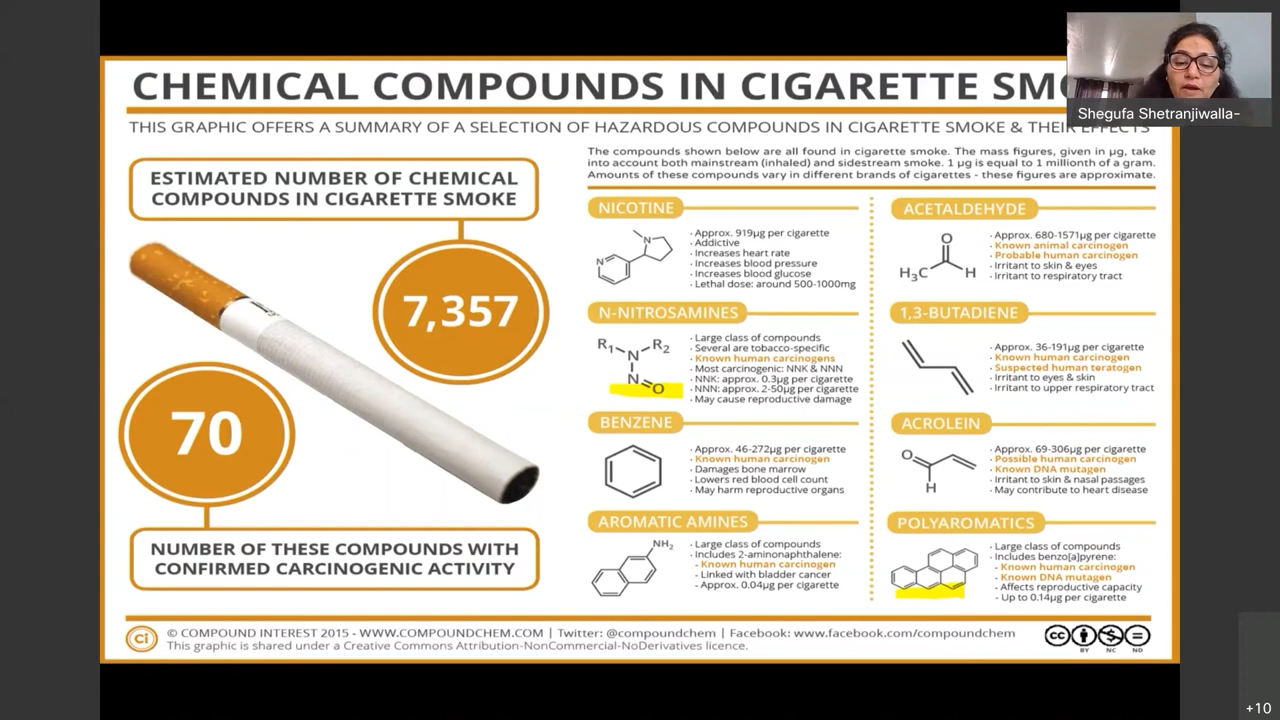 CHEMICAL COMPOUNDS IN CIGARETTE SMO
THIS GRAPHIC OFFERS A SUMMARY OF A SELECTION OF HAZARDOUS COMPOUNDS IN CIGARETTE SMOKE & THEIR EFFECTS
Shegufa Shetranjiwalla-
ESTIMATED NUMBER OF CHEMICAL
COMPOUNDS IN CIGARETTE SMOKE
7,357
70
NUMBER OF THESE COMPOUNDS WITH
CONFIRMED CARCINOGENIC ACTIVITY
The compounds shown below are all found in cigarette smoke. The mass figures, given in µg, take
into account both mainstream (inhaled) and sidestream smoke. 1 µg is equal to 1 millionth of a gram.
Amounts of these compounds vary in different brands of cigarettes - these figures are approximate.
NICOTINE
N
N
· Approx. 919µg per cigarette
· Addictive
· Increases heart rate
· Increases blood pressure
· Increases blood glucose
· Lethal dose: around 500-1000mg
N-NITROSAMINES
R₁ N R₂
N O
· Large class of compounds
· Several are tobacco-specific
· Known human carcinogens
· Most carcinogenic: NNK & NNN
· NNK: approx. 0.3µg per cigarette
· NNN: approx. 2-50µg per cigarette
· May cause reproductive damage
BENZENE
· Approx. 46-272µg per cigarette
· Known human carcinogen
· Damages bone marrow
· Lowers red blood cell count
· May harm reproductive organs
AROMATIC AMINES
NH₂
· Large class of compounds
· Includes 2-aminonaphthalene:
- Known human carcinogen
- Linked with bladder cancer
- Approx. 0.04µg per cigarette
ACETALDEHYDE
O
H₃C H
· Approx. 680-1571µg per cigarette
· Known animal carcinogen
· Probable human carcinogen
· Irritant to skin & eyes
· Irritant to respiratory tract
1,3-BUTADIENE
· Approx. 36-191µg per cigarette
· Known human carcinogen
· Suspected human teratogen
· Irritant to eyes & skin
· Irritant to upper respiratory tract
ACROLEIN
O
H
· Approx. 69-306µg per cigarette
· Possible human carcinogen
· Known DNA mutagen
· Irritant to skin & nasal passages
· May contribute to heart disease
POLYAROMATICS
· Large class of compounds
· Includes benzo[a]pyrene:
- Known human carcinogen
- Known DNA mutagen
- Affects reproductive capacity
- Up to 0.14µg per cigarette
Ci
© COMPOUND INTEREST 2015 - WWW.COMPOUNDCHEM.COM | Twitter: @compoundchem | Facebook: www.facebook.com/compoundchem
This graphic is shared under a Creative Commons Attribution-NonCommercial-NoDerivatives licence.
cc
BY NC ND
+10